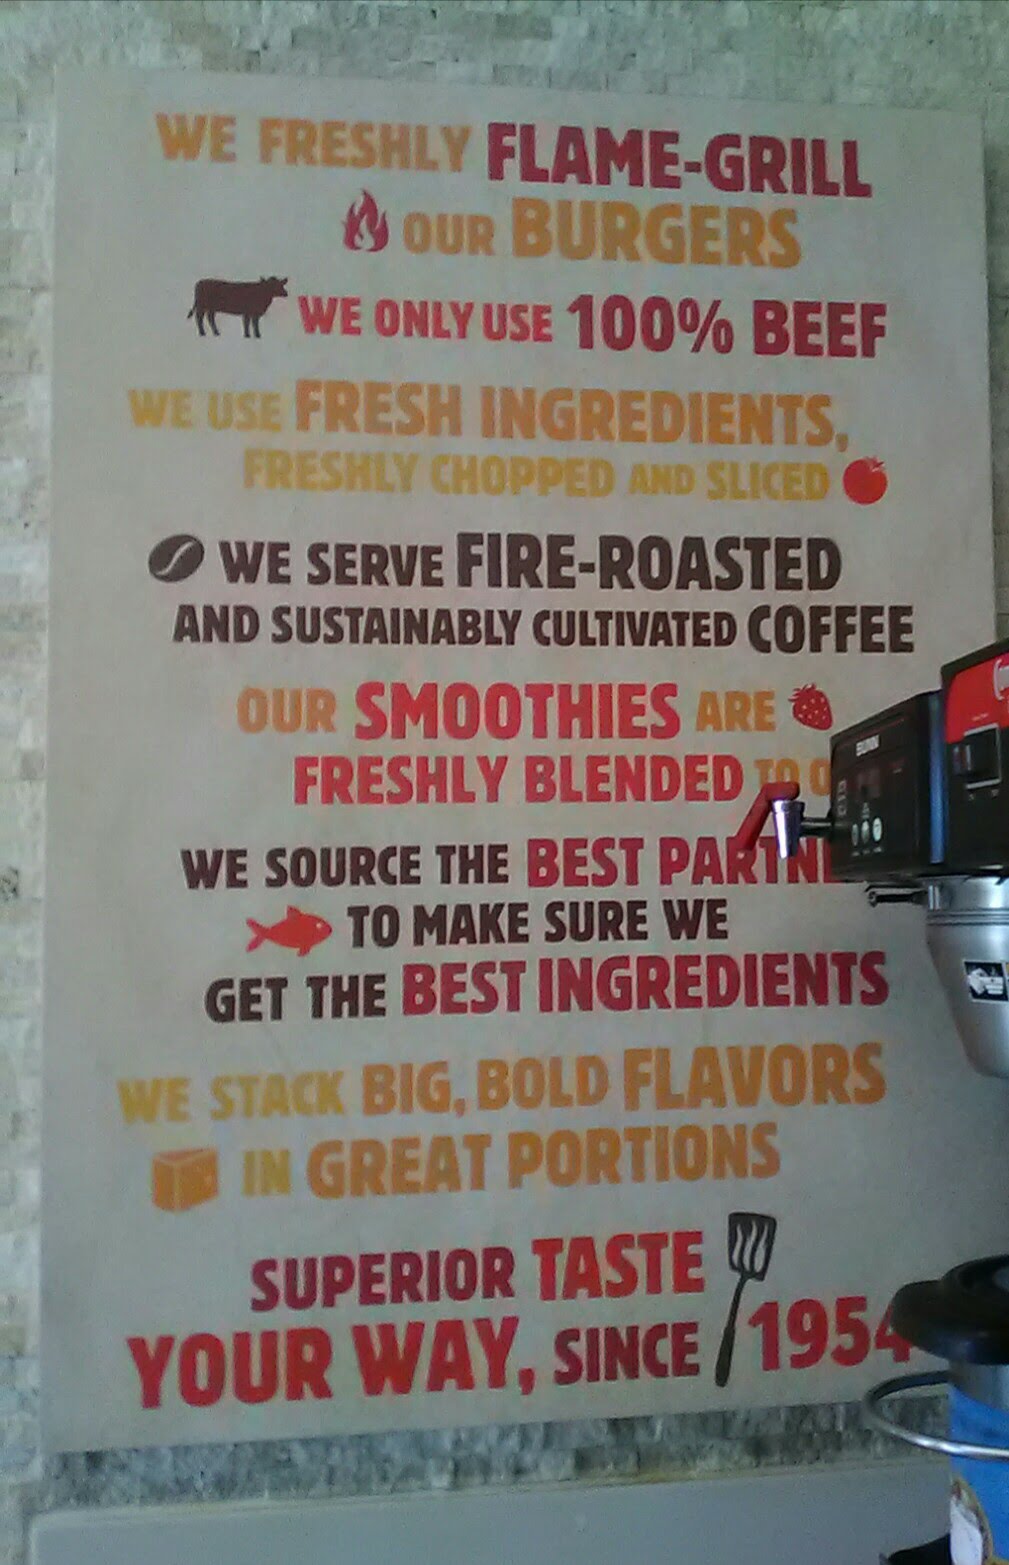 WE FRESHLY FLAME-GRILL
OUR BURGERS
WE ONLY USE 100% BEEF
WE USE FRESH INGREDIENTS,
FRESHLY CHOPPED AND SLICED
WE SERVE FIRE-ROASTED
AND SUSTAINABLY CULTIVATED COFFEE
OUR SMOOTHIES ARE
FRESHLY BLENDED TO
WE SOURCE THE BEST
TO MAKE SURE WE
GET THE BEST INGREDIENTS
WE STACK BIG, BOLD FLAVORS
IN GREAT PORTIONS
SUPERIOR TASTE
YOUR WAY, SINCE 1954
BUNN